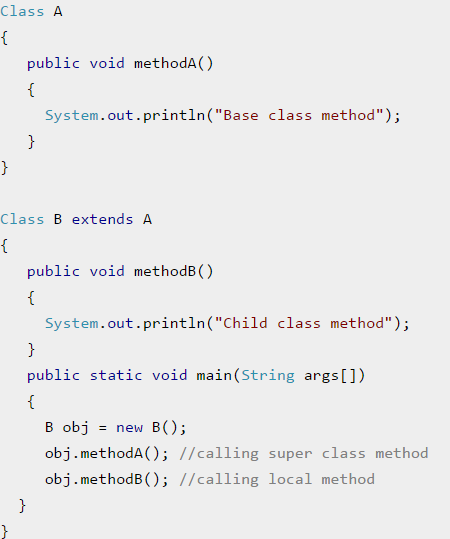 Class A
{
   public void methodA()
   {
     System.out.println("Base class method");
   }
}

Class B extends A
{
   public void methodB()
   {
     System.out.println("Child class method");
   }
   public static void main(String args[])
   {
     B obj = new B();
     obj.methodA(); //calling super class method
     obj.methodB(); //calling local method
  }
}